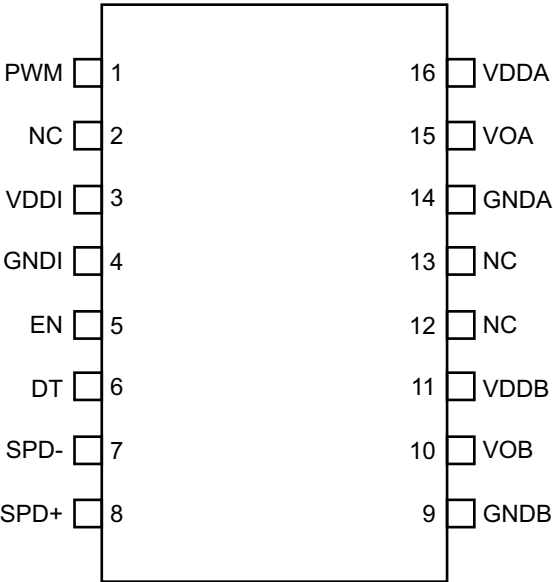 PWM 1 16 VDDA
NC 2 15 VOA
VDDI 3 14 GNDA
GNDI 4 13 NC
EN 5 12 NC
DT 6 11 VDDB
SPD- 7 10 VOB
SPD+ 8 9 GNDB